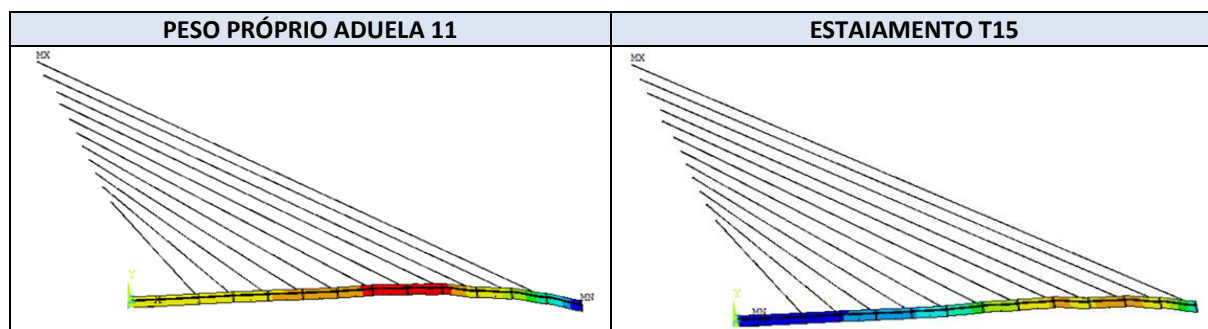 PESO PRÓPRIO ADUELA 11
ESTAIAMENTO T15
MX
MX
Y
X
MN
Y
MN